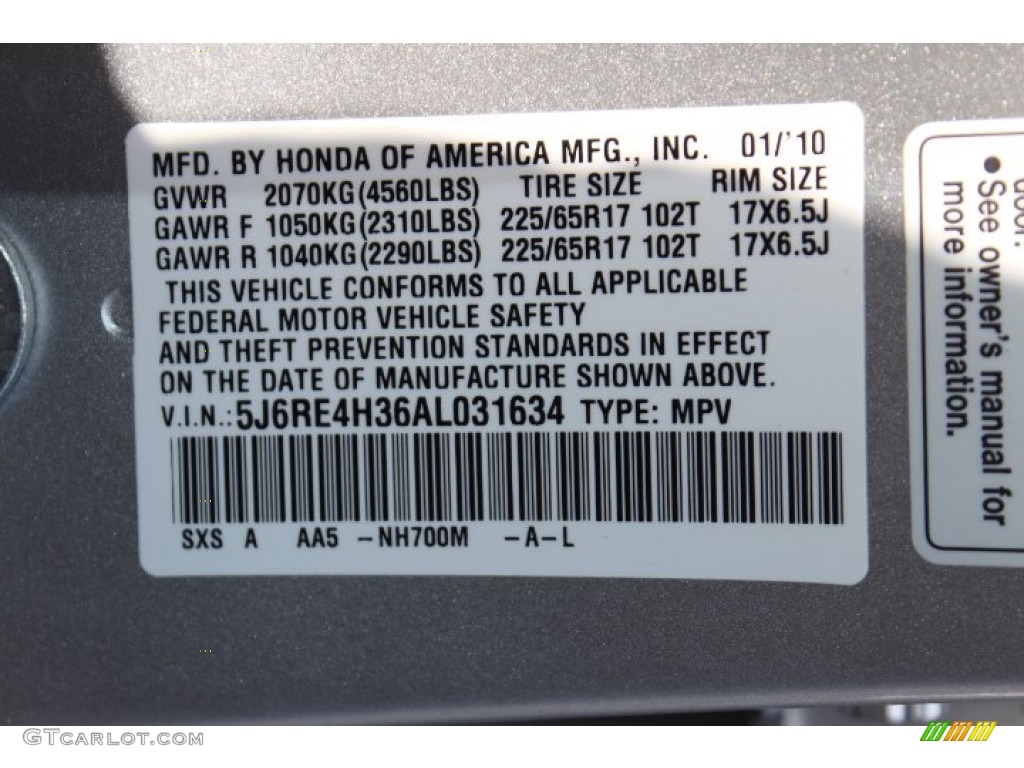 MFD. BY HONDA OF AMERICA MFG., INC. 01/'10
GVWR 2070KG(4560LBS) TIRE SIZE RIM SIZE
GAWR F 1050KG(2310LBS) 225/65R17 102T 17X6.5J
GAWR R 1040KG(2290LBS) 225/65R17 102T 17X6.5J
THIS VEHICLE CONFORMS TO ALL APPLICABLE
FEDERAL MOTOR VEHICLE SAFETY
AND THEFT PREVENTION STANDARDS IN EFFECT
ON THE DATE OF MANUFACTURE SHOWN ABOVE.
V.I.N.:5J6RE4H36AL031634 TYPE: MPV
SXS A AA5 -NH700M -A-L
door.
• See owner's manual for
more information.
GTcarlot.com